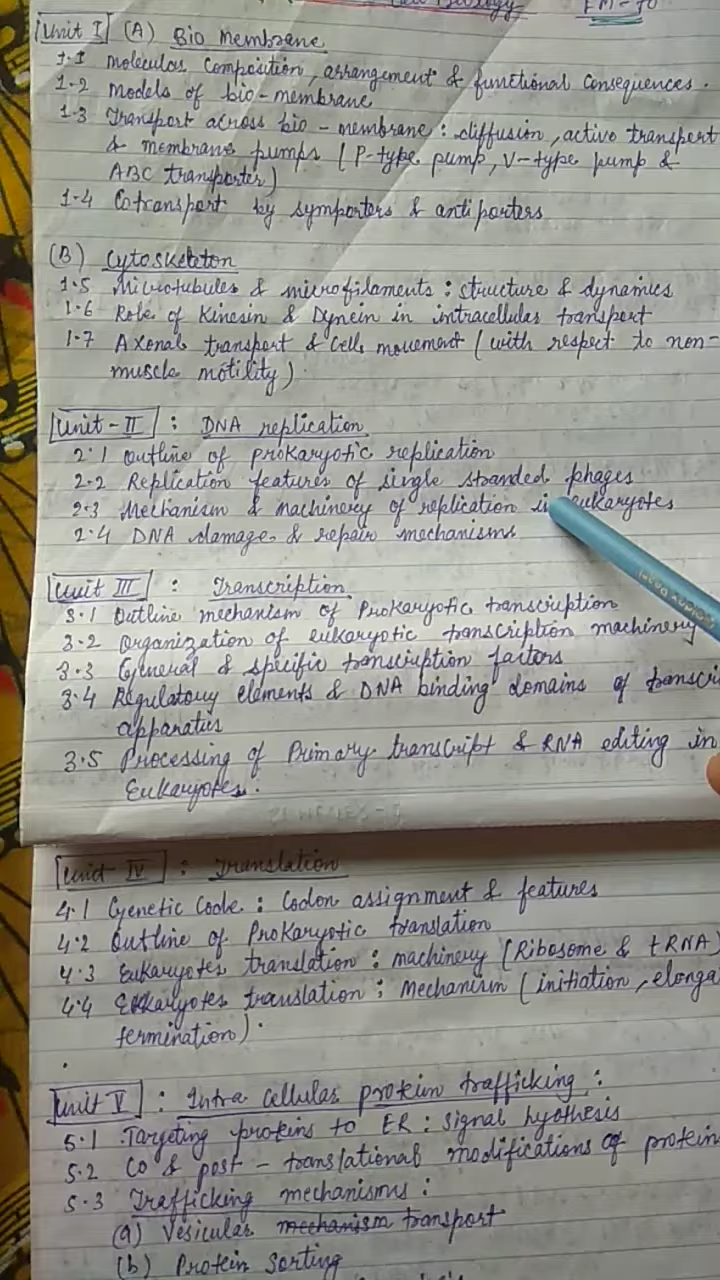 Biology FM-70
Unit I (A) Bio Membrane
1.1 Molecular Composition, arrangement & functional Consequences.
1.2 Models of bio-membrane
1.3 Transport across bio-membrane: diffusion, active transport
& membrane pumps (P-type pump, V-type pump &
ABC transporter)
1.4 Cotransport by symporters & antiporters
(B) Cytoskeleton
1.5 Microtubules & microfilaments: structure & dynamics
1.6 Role of Kinesin & Dynein in intracellular transport
1.7 Axonal transport & Cells movement (with respect to non-
muscle motility).
Unit-II : DNA replication
2.1 Outline of prokaryotic replication
2.2 Replication features of single stranded phages
2.3 Mechanism & machinery of replication in eukaryotes
2.4 DNA damage & repair mechanisms
Unit III : Transcription
3.1 Outline mechanism of Prokaryotic transcription
3.2 Organization of eukaryotic transcription machinery
3.3 General & specific transcription factors
3.4 Regulatory elements & DNA binding domains of transcri
apparatus
3.5 Processing of Primary transcript & RNA editing in
Eukaryotes.
Unit IV : Translation
4.1 Genetic Code: Codon assignment & features
4.2 Outline of Prokaryotic translation
4.3 Eukaryotes translation : machinery (Ribosome & tRNA)
4.4 Eukaryotes translation : Mechanism (initiation, elonga
termination).
Unit V : Intra cellular protein trafficking :
5.1 Targeting proteins to ER : signal hyothesis
5.2 Co & post-translational modifications of protein
5.3 Trafficking mechanisms :
(a) Vesicular mechanism transport
(b) Protein Sorting